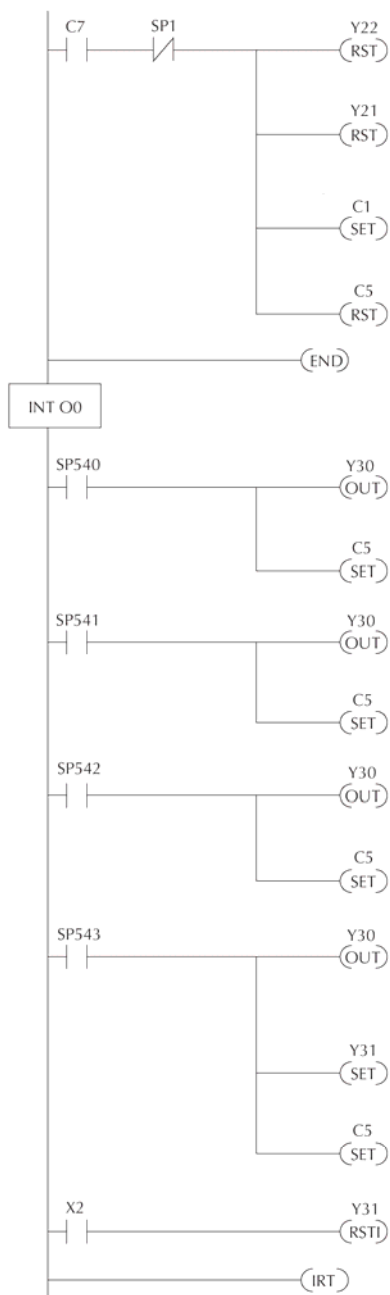 C7 SP1 Y22
RST
Y21
RST
C1
SET
C5
RST
END
INT O0
SP540 Y30
OUT
C5
SET
SP541 Y30
OUT
C5
SET
SP542 Y30
OUT
C5
SET
SP543 Y30
OUT
Y31
SET
C5
SET
X2 Y31
RSTI
IRT